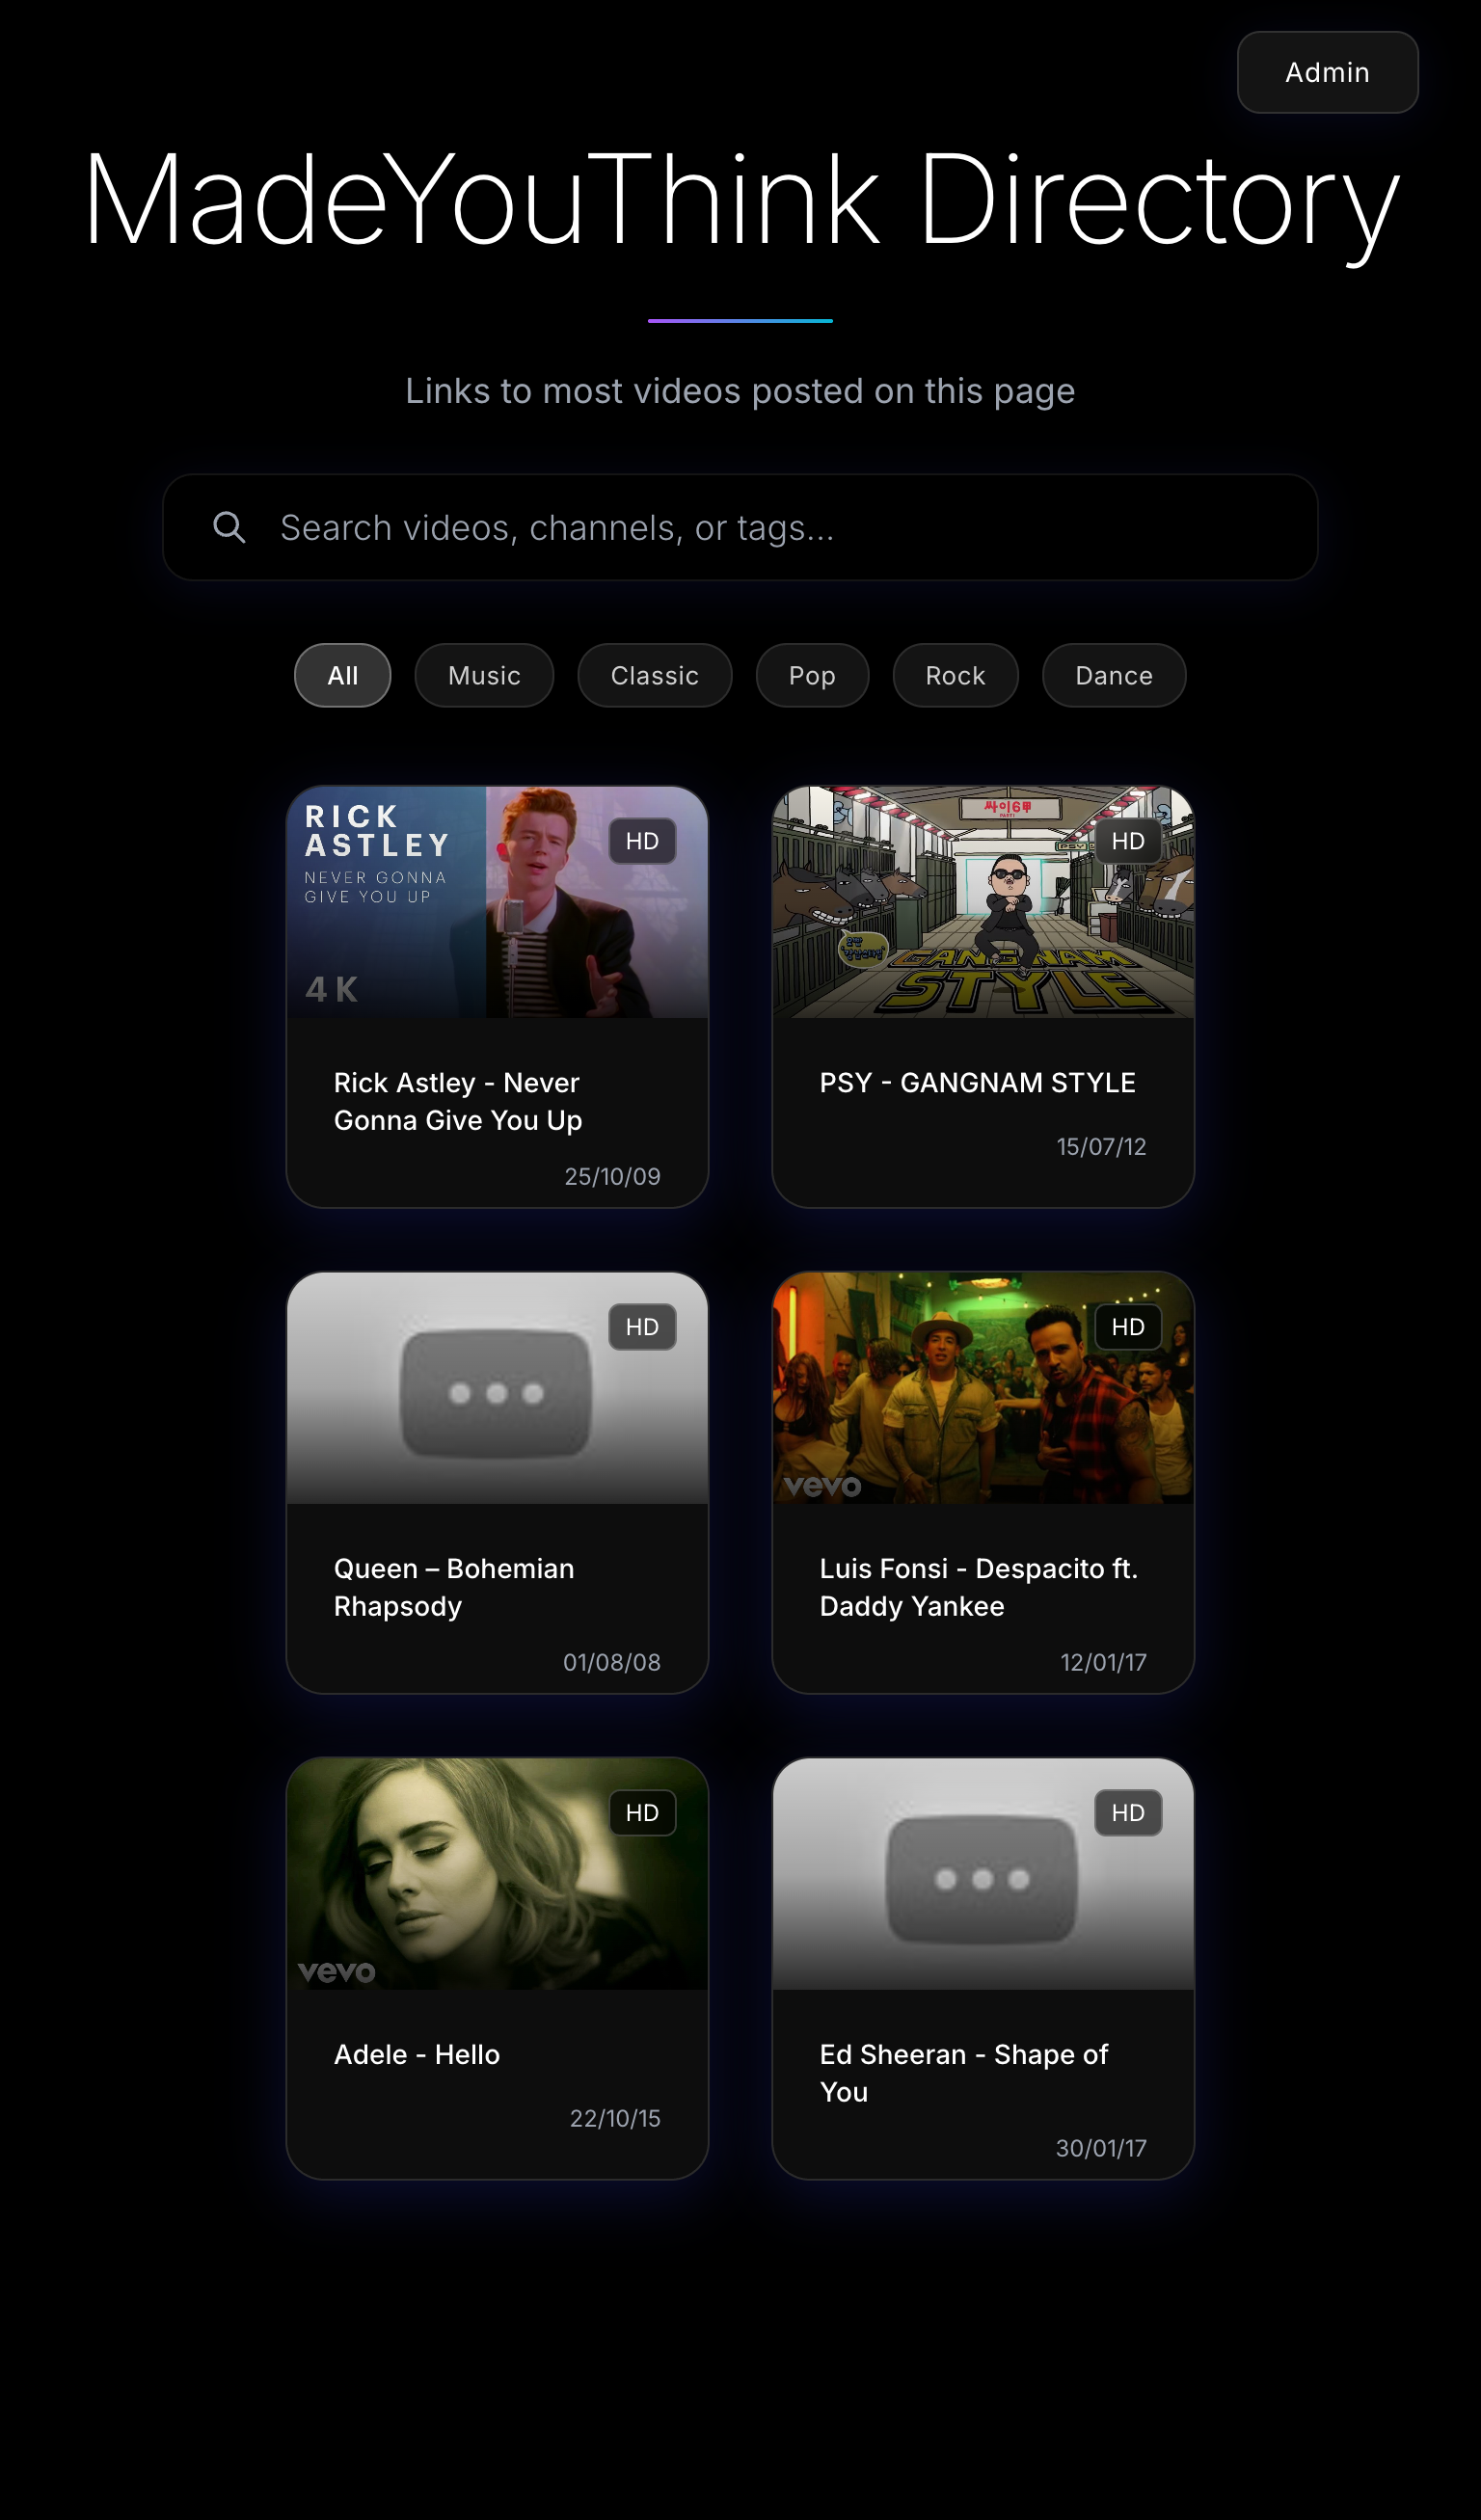 Admin
MadeYouThink Directory
Links to most videos posted on this page
Search videos, channels, or tags...
All
Music
Classic
Pop
Rock
Dance
RICK
ASTLEY
NEVER GONNA
GIVE YOU UP
4K
HD
Rick Astley - Never
Gonna Give You Up
25/10/09
싸이6甲
PSY
HD
GANGNAM
STYLE
PSY - GANGNAM STYLE
15/07/12
HD
Queen – Bohemian
Rhapsody
01/08/08
HD
vevo
Luis Fonsi - Despacito ft.
Daddy Yankee
12/01/17
HD
vevo
Adele - Hello
22/10/15
HD
Ed Sheeran - Shape of
You
30/01/17